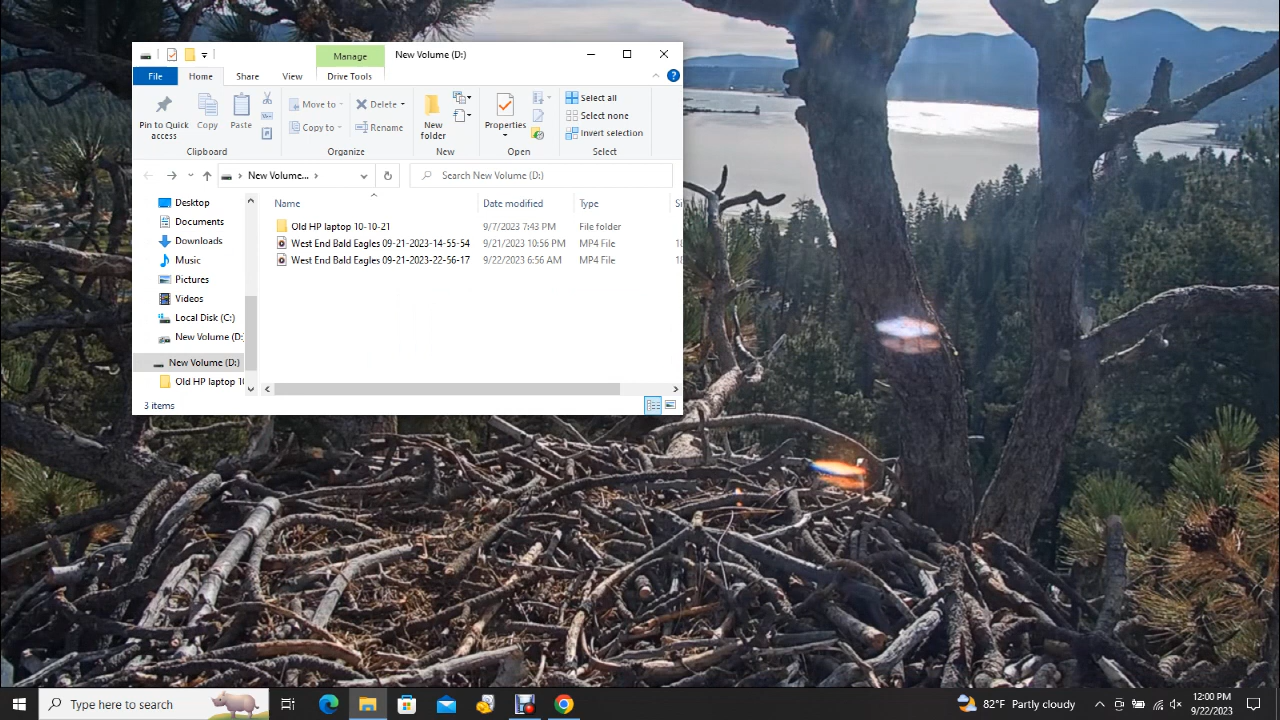 Manage
New Volume (D:)
File
Home
Share
View
Drive Tools
Pin to Quick access
Copy
Paste
Clipboard
Move to
Copy to
Delete
Rename
Organize
New folder
New
Properties
Open
Select all
Select none
Invert selection
Select
New Volume...
Search New Volume (D:)
Name
Date modified
Type
Si
Desktop
Documents
Downloads
Music
Pictures
Videos
Local Disk (C:)
New Volume (D:
New Volume (D:)
Old HP laptop 10
Old HP laptop 10-10-21
9/7/2023 7:43 PM
File folder
West End Bald Eagles 09-21-2023-14-55-54
9/21/2023 10:56 PM
MP4 File
18
West End Bald Eagles 09-21-2023-22-56-17
9/22/2023 6:56 AM
MP4 File
18
3 items
Type here to search
82°F Partly cloudy
12:00 PM
9/22/2023